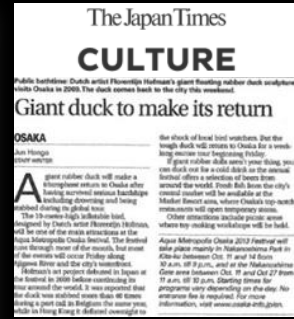 The Japan Times
CULTURE
Public bathtime: Dutch artist Florentijn Hofman's giant floating rubber duck sculpture
visits Osaka in 2009. The duck comes back to the city this weekend.
Giant duck to make its return
OSAKA
Jun Hongo
STAFF WRITER
A giant rubber duck will make a
triumphant return to Osaka after
having survived serious hardships
including drowning and being
stabbed during its global tour.
The 10-meter-high inflatable bird,
designed by Dutch artist Florentijn Hofman,
will be one of the main attractions at the
Aqua Metropolis Osaka festival. The festival
runs through most of the month, but most
of the events will occur Friday along
River and the city's waterfront.
Hofman's art project debuted in Japan at
the festival in 2009 before continuing its
tour around the world. It was reported that
the duck was stabbed more than 40 times
during a port call in Belgium the same year,
while in Hong Kong it deflated overnight to
the shock of local bird watchers. But the
tough duck will return to Osaka for a week-
long encore tour beginning Friday.
If giant rubber dolls aren't your thing, you
can duck out for a cold drink as the annual
festival offers a selection of beers from
around the world. Fresh fish from the city's
central market will be available at the
Market Resort area, where Osaka's top-notch
restaurants will open temporary stores.
Other attractions include picnic areas
where toy-making workshops will be held.
Aqua Metropolis Osaka 2013 Festival will
take place mainly in Nakanoshima Park in
Kita-ku between Oct. 11 and 14 from
10 a.m. till 9 p.m., and at the Nakanoshima
Gate area between Oct. 11 and Oct 27 from
11 a.m. till 10 p.m. Starting times for
programs vary depending on the day. No
entrance fee is required. For more
information, visit www.osaka-info.jp/en.